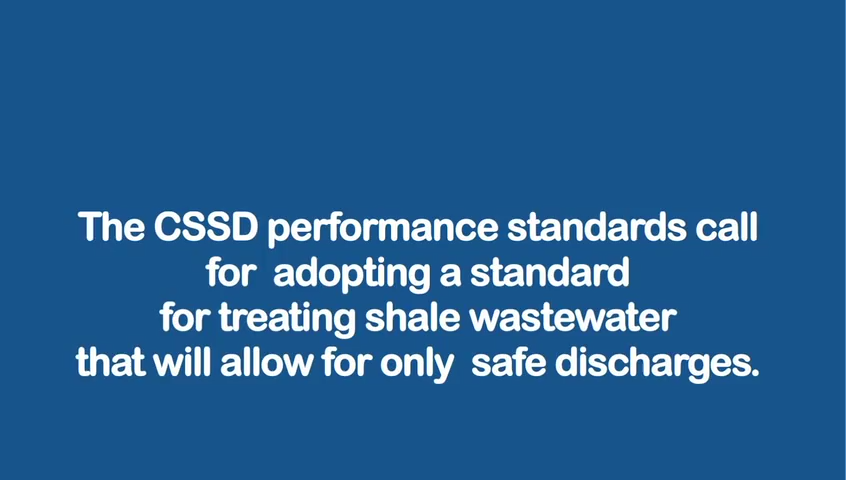 The CSSD performance standards call
for  adopting a standard
for treating shale wastewater
that will allow for only  safe discharges.